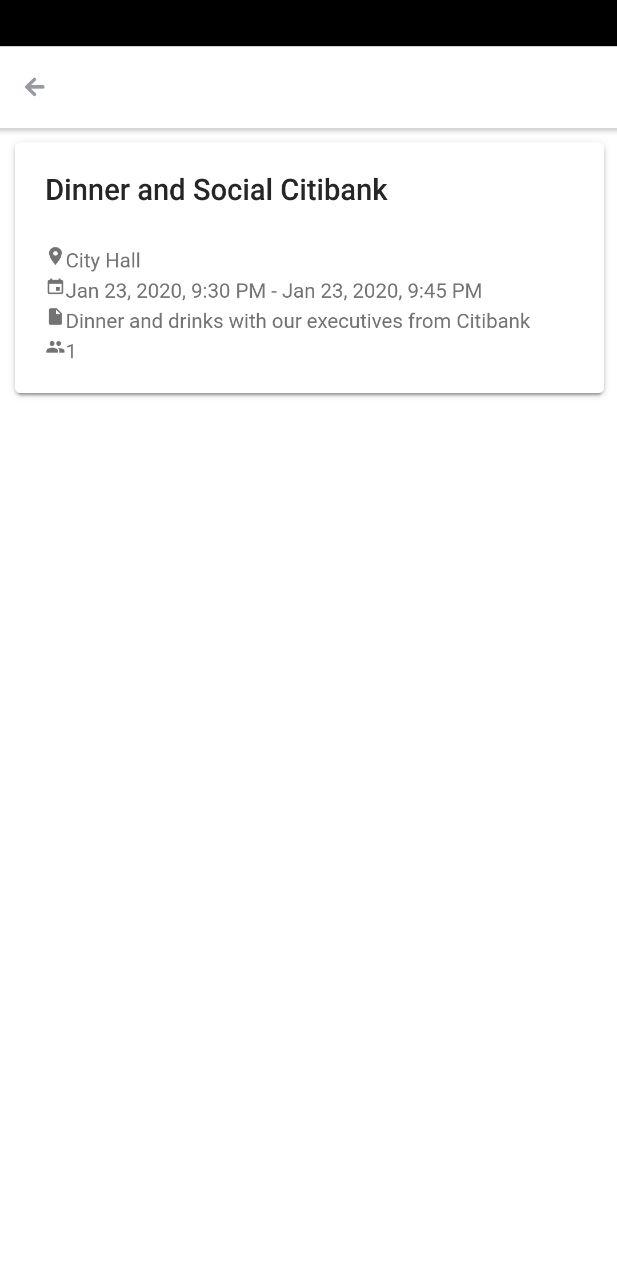 Dinner and Social Citibank
City Hall
Jan 23, 2020, 9:30 PM - Jan 23, 2020, 9:45 PM
Dinner and drinks with our executives from Citibank
1